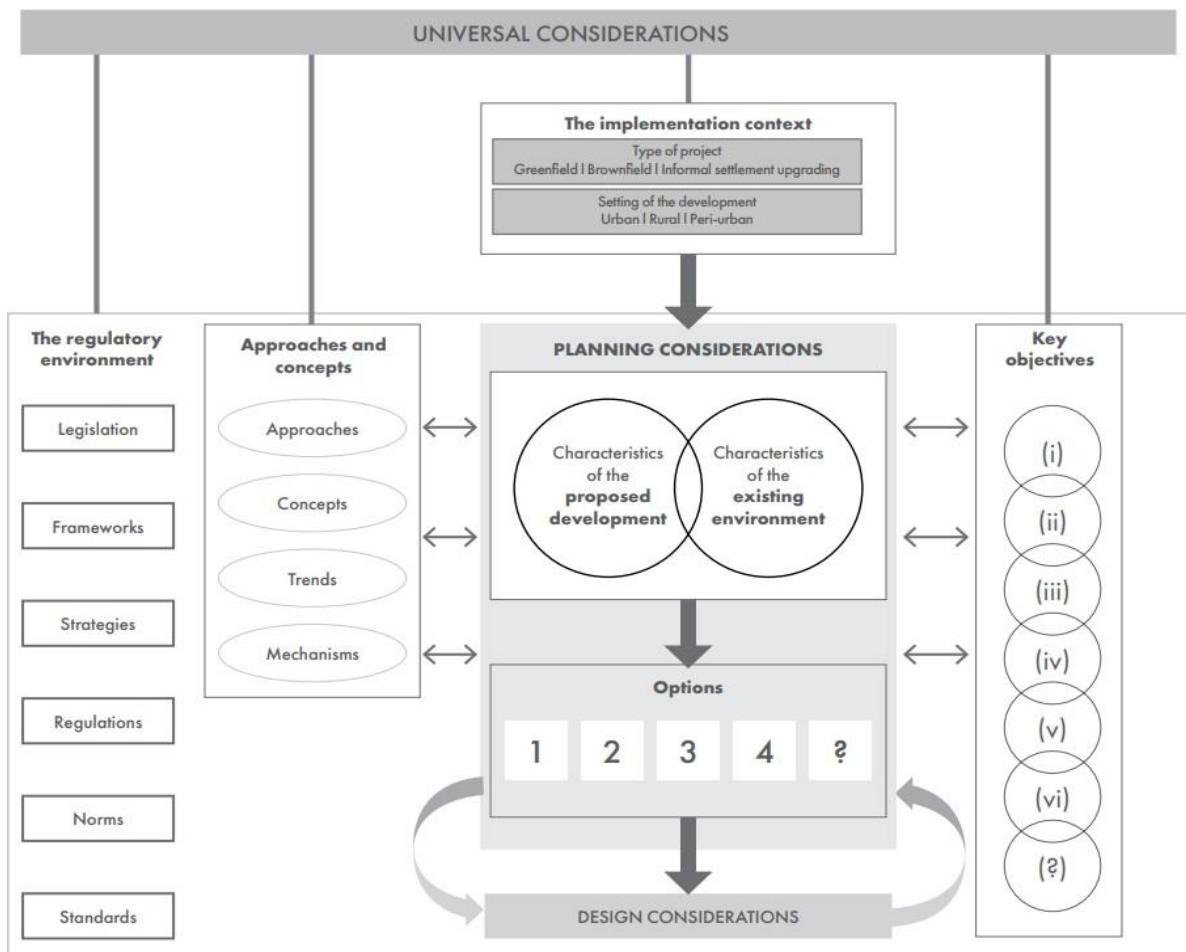 UNIVERSAL CONSIDERATIONS
The implementation context
Type of project
Greenfield l Brownfield l Informal settlement upgrading
Setting of the development
Urban l Rural l Peri-urban
The regulatory
environment
Legislation
Frameworks
Strategies
Regulations
Norms
Standards
Approaches and
concepts
Approaches
Concepts
Trends
Mechanisms
PLANNING CONSIDERATIONS
Characteristics
of the
proposed
development
Characteristics
of the
existing
environment
Options
1 2 3 4 ?
DESIGN CONSIDERATIONS
Key
objectives
(i)
(ii)
(iii)
(iv)
(v)
(vi)
(?)